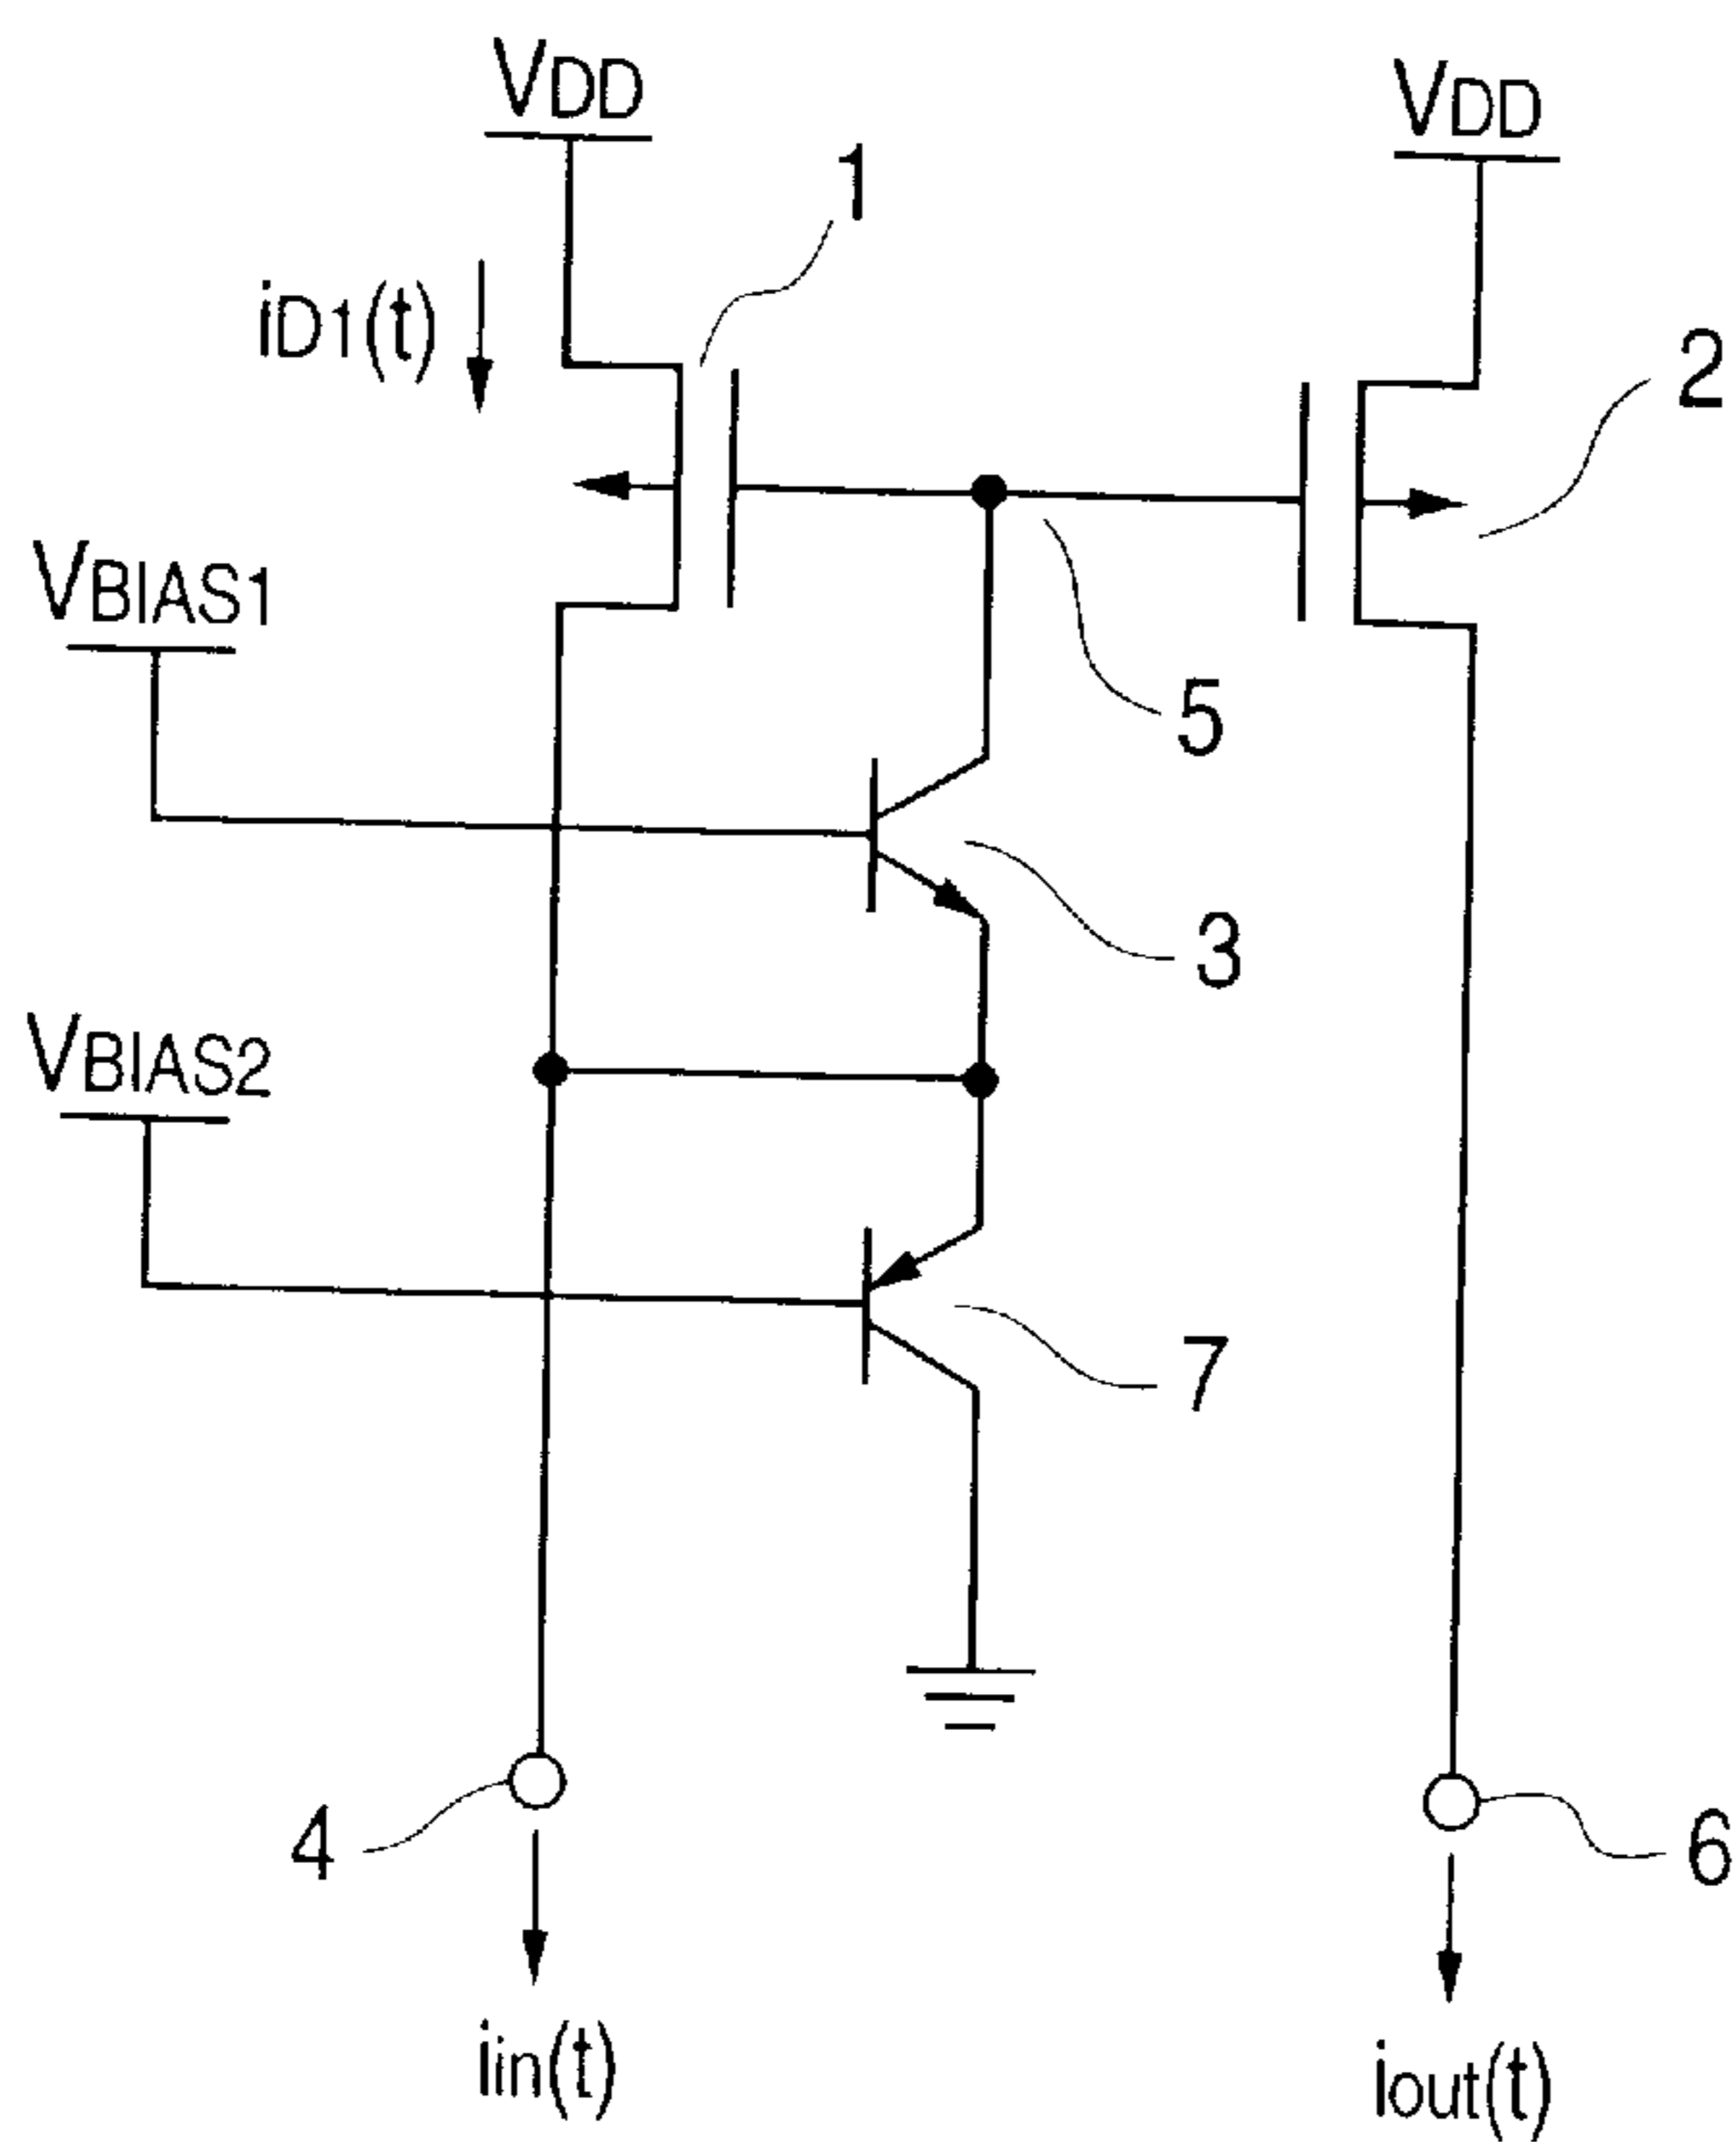 VDD
VDD
1
iD1(t)
2
VBIAS1
5
3
VBIAS2
7
4
6
iin(t)
iout(t)